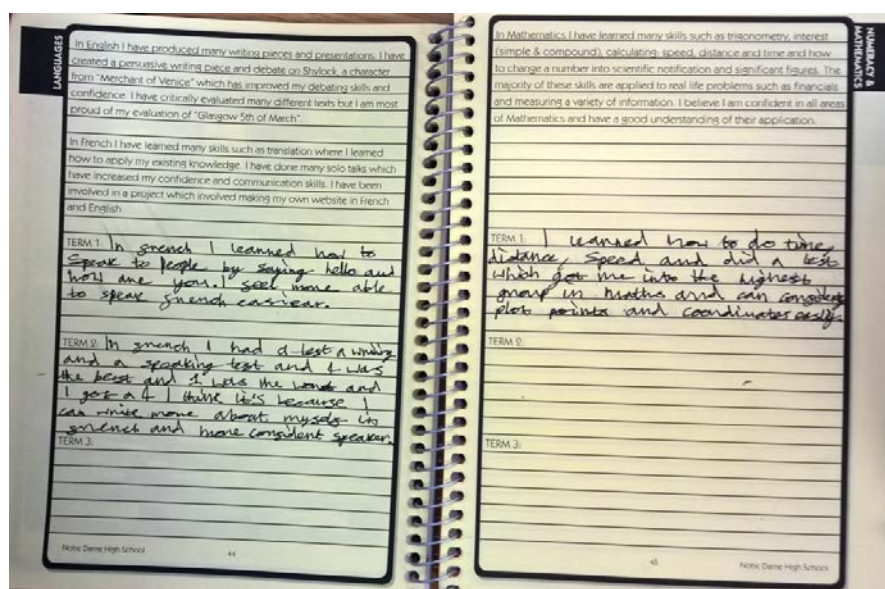 LANGUAGES
In English I have produced many writing pieces and presentations. I have
created a persuasive writing piece and debate on Shylock, a character
from "Merchant of Venice" which has improved my debating skills and
confidence. I have critically evaluated many different texts but I am most
proud of my evaluation of "Glasgow 5th of March".
In French I have learned many skills such as translation where I learned
how to apply my existing knowledge. I have done many solo talks which
have increased my confidence and communication skills. I have been
involved in a project which involved making my own website in French
and English
TERM 1: In french I learned how to
speak to people by saying hello and
how are you. I feel more able
to speak french easiear.
TERM 2: In french I had a test a writing
and a speaking test and 4 was
the best and 1 was the worst and
I got a 4 I think it's because I
can write more about myself in
french and more confident speaker.
TERM 3:
Notre Dame High School
44
NUMERACY &
MATHEMATICS
In Mathematics I have learned many skills such as trigonometry, interest
(simple & compound), calculating: speed, distance and time and how
to change a number into scientific notification and significant figures. The
majority of these skills are applied to real life problems such as financials
and measuring a variety of information. I believe I am confident in all areas
of Mathematics and have a good understanding of their application.
TERM 1: I learned how to do time,
distance, speed and did a test
which got me into the highest
group in maths and can
plot points and coordinates easily.
TERM 2:
TERM 3:
Notre Dame High School